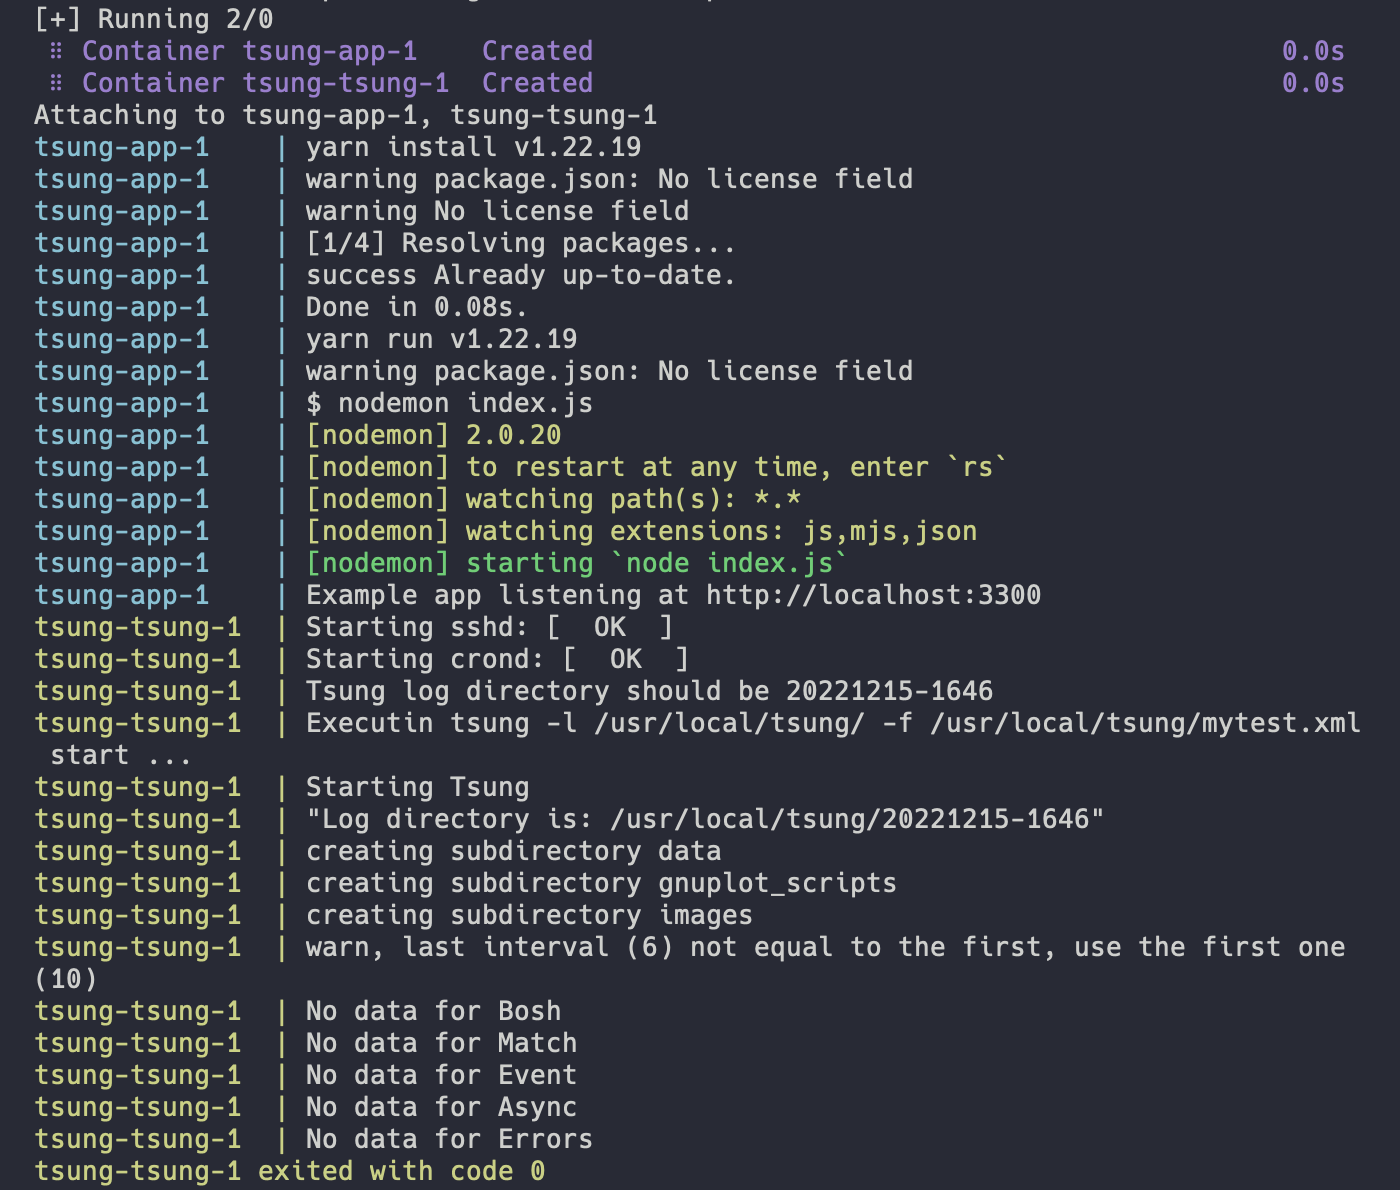 [+] Running 2/0
⠿ Container tsung-app-1    Created    0.0s
⠿ Container tsung-tsung-1  Created    0.0s
Attaching to tsung-app-1, tsung-tsung-1
tsung-app-1    | yarn install v1.22.19
tsung-app-1    | warning package.json: No license field
tsung-app-1    | warning No license field
tsung-app-1    | [1/4] Resolving packages...
tsung-app-1    | success Already up-to-date.
tsung-app-1    | Done in 0.08s.
tsung-app-1    | yarn run v1.22.19
tsung-app-1    | warning package.json: No license field
tsung-app-1    | $ nodemon index.js
tsung-app-1    | [nodemon] 2.0.20
tsung-app-1    | [nodemon] to restart at any time, enter `rs`
tsung-app-1    | [nodemon] watching path(s): *.*
tsung-app-1    | [nodemon] watching extensions: js,mjs,json
tsung-app-1    | [nodemon] starting `node index.js`
tsung-app-1    | Example app listening at http://localhost:3300
tsung-tsung-1  | Starting sshd: [  OK  ]
tsung-tsung-1  | Starting crond: [  OK  ]
tsung-tsung-1  | Tsung log directory should be 20221215-1646
tsung-tsung-1  | Executin tsung -l /usr/local/tsung/ -f /usr/local/tsung/mytest.xml
 start ...
tsung-tsung-1  | Starting Tsung
tsung-tsung-1  | "Log directory is: /usr/local/tsung/20221215-1646"
tsung-tsung-1  | creating subdirectory data
tsung-tsung-1  | creating subdirectory gnuplot_scripts
tsung-tsung-1  | creating subdirectory images
tsung-tsung-1  | warn, last interval (6) not equal to the first, use the first one
(10)
tsung-tsung-1  | No data for Bosh
tsung-tsung-1  | No data for Match
tsung-tsung-1  | No data for Event
tsung-tsung-1  | No data for Async
tsung-tsung-1  | No data for Errors
tsung-tsung-1 exited with code 0